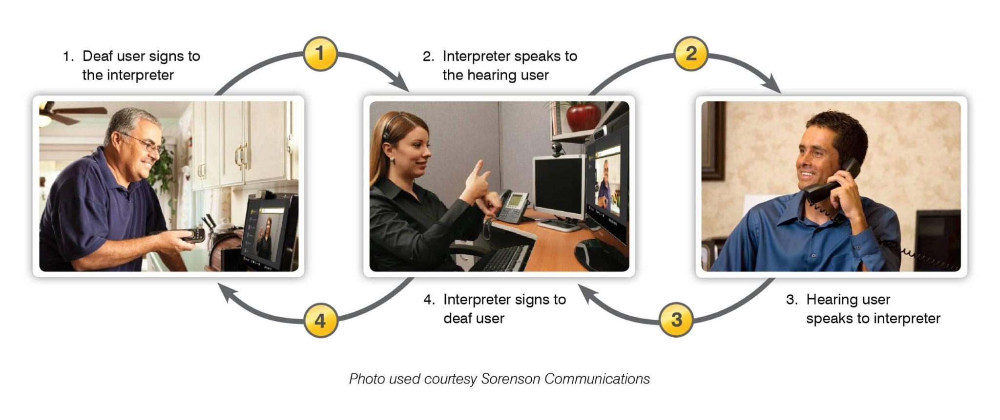 1. Deaf user signs to
the interpreter
1
2. Interpreter speaks to
the hearing user
2
4. Interpreter signs to
deaf user
3. Hearing user
speaks to interpreter
4
3
Photo used courtesy Sorenson Communications